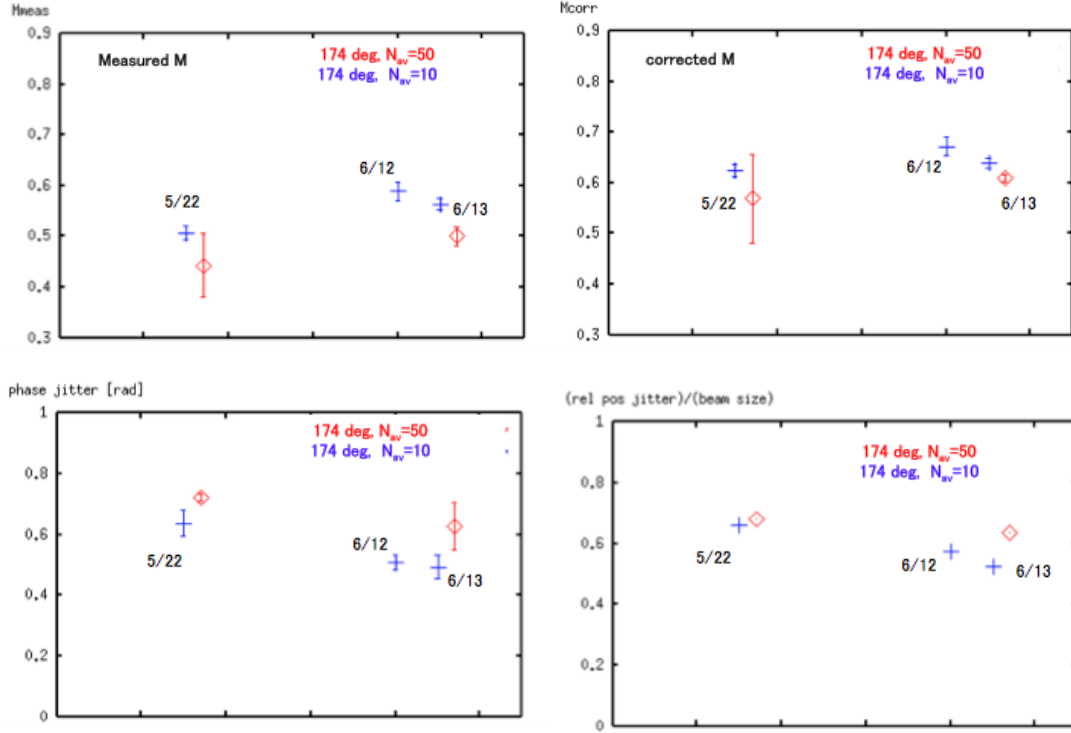 Mmeas
0.9
0.8
0.7
0.6
0.5
0.4
0.3
Measured M
174 deg, Nav=50
174 deg, Nav=10
5/22
6/12
6/13
Mcorr
0.9
0.8
0.7
0.6
0.5
0.4
0.3
corrected M
174 deg, Nav=50
174 deg, Nav=10
5/22
6/12
6/13
phase jitter [rad]
1
0.8
0.6
0.4
0.2
0
174 deg, Nav=50
174 deg, Nav=10
5/22
6/12
6/13
(rel pos jitter)/(beam size)
1
0.8
0.6
0.4
0.2
0
174 deg, Nav=50
174 deg, Nav=10
5/22
6/12
6/13